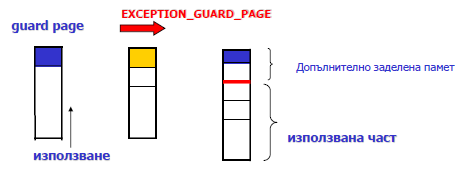 EXCEPTION_GUARD_PAGE
guard page
Допълнително заделена памет
използвана част
използване